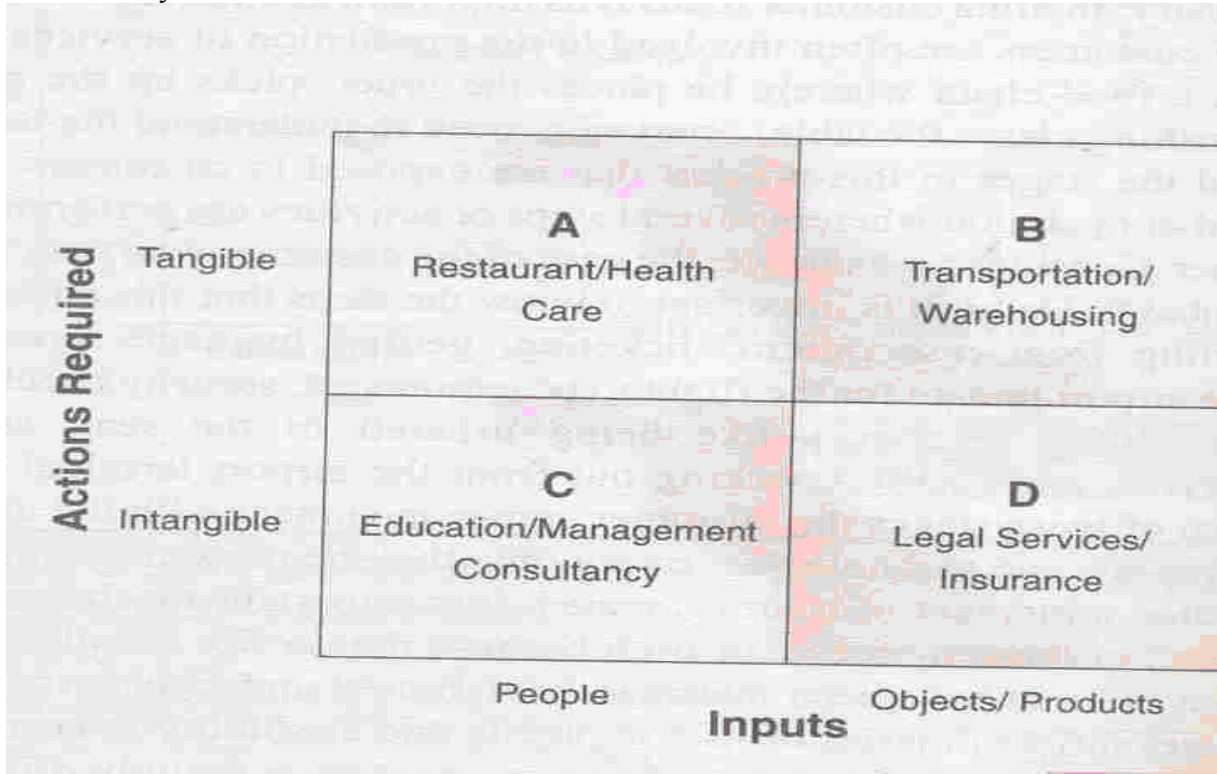 A
Restaurant/Health
Care
B
Transportation/
Warehousing
Tangible
Actions Required
C
Education/Management
Consultancy
D
Legal Services/
Insurance
Intangible
People
Objects/ Products
Inputs